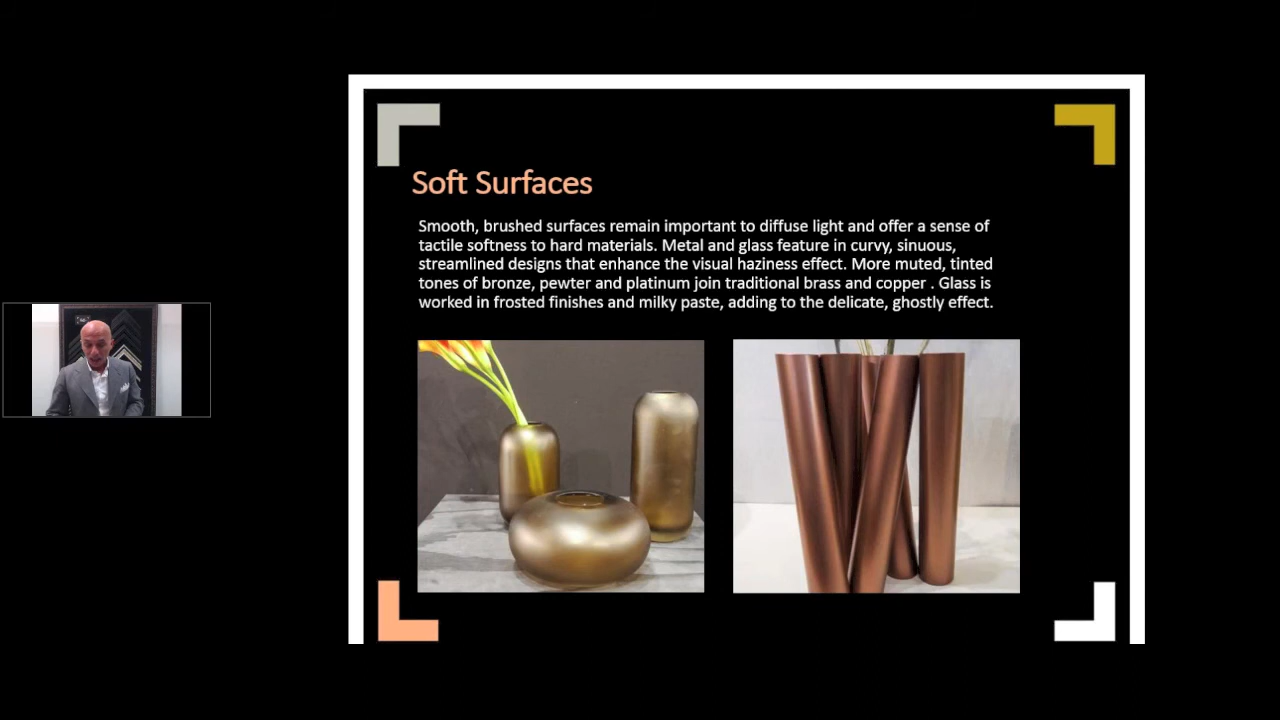 Soft Surfaces
Smooth, brushed surfaces remain important to diffuse light and offer a sense of
tactile softness to hard materials. Metal and glass feature in curvy, sinuous,
streamlined designs that enhance the visual haziness effect. More muted, tinted
tones of bronze, pewter and platinum join traditional brass and copper . Glass is
worked in frosted finishes and milky paste, adding to the delicate, ghostly effect.